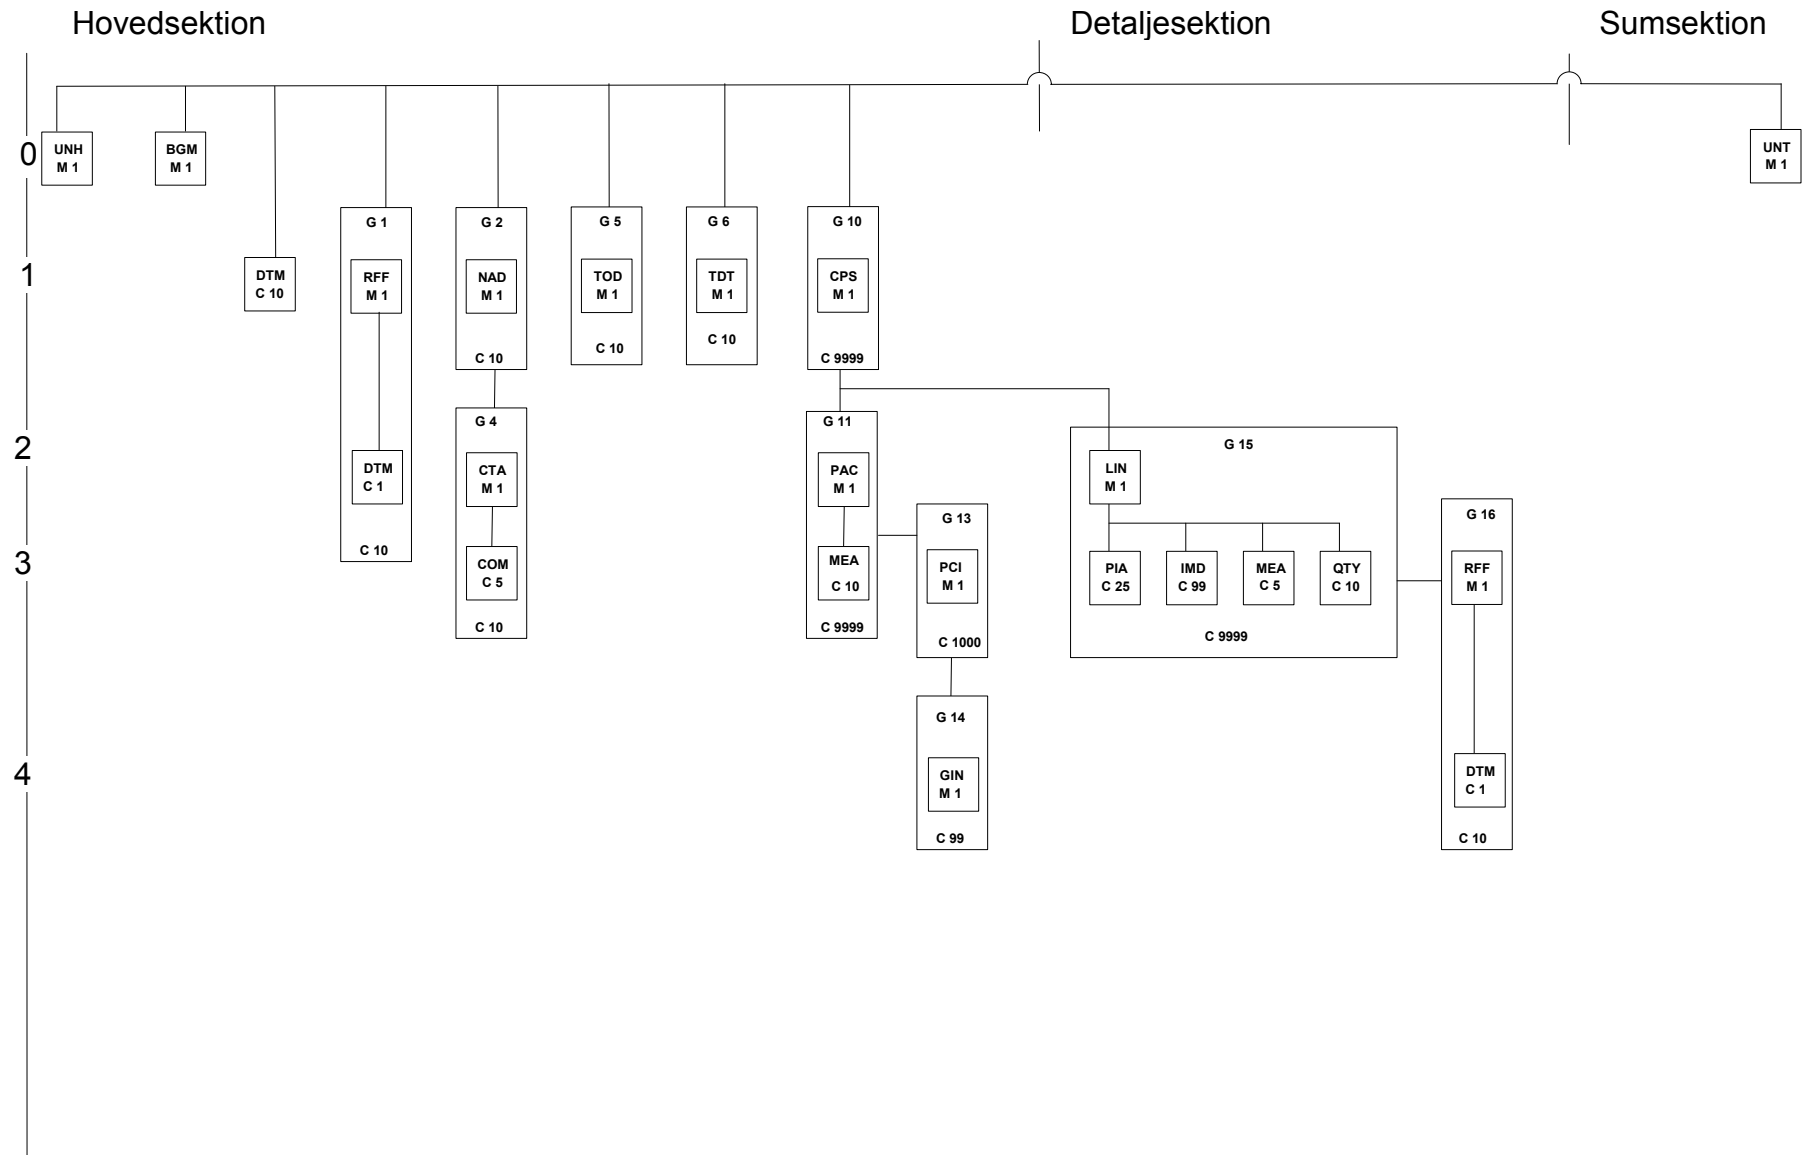 Hovedsektion
Detaljesektion
Sumsektion
0
UNH
M 1
BGM
M 1
UNT
M 1
1
DTM
C 10
G 1
RFF
M 1
DTM
C 1
C 10
G 2
NAD
M 1
C 10
G 4
CTA
M 1
COM
C 5
C 10
G 5
TOD
M 1
C 10
G 6
TDT
M 1
C 10
G 10
CPS
M 1
C 9999
2
G 11
PAC
M 1
MEA
C 10
C 9999
3
G 13
PCI
M 1
C 1000
4
G 14
GIN
M 1
C 99
G 15
LIN
M 1
PIA
C 25
IMD
C 99
MEA
C 5
QTY
C 10
C 9999
G 16
RFF
M 1
DTM
C 1
C 10